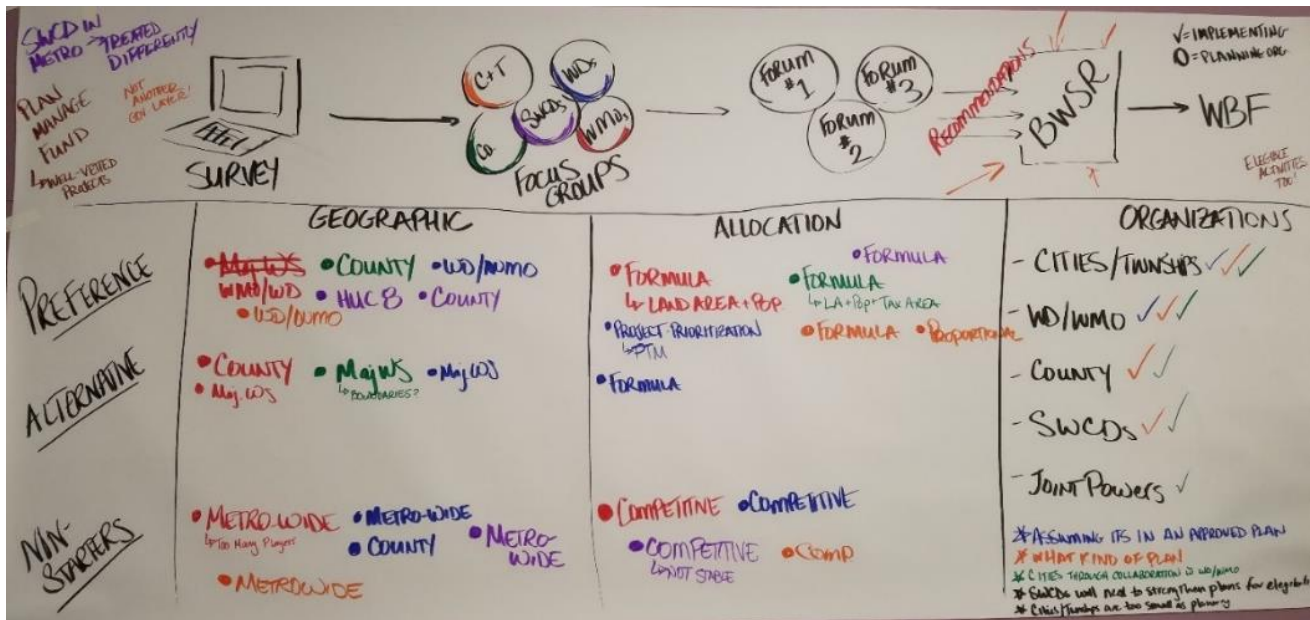 SWCD IN
METRO → TREATED
DIFFERENTLY
PLAN
MANAGE
FUND
↳ WELL-VETTED
PROJECTS
NOT
ANOTHER
GOV LAYER!
SURVEY
C+T
WDs
SWCDs
Co.
WMOs
FOCUS
GROUPS
FORUM
#1
FORUM
#3
FORUM
#2
RECOMMENDATIONS
BWSR
WBF
√=IMPLEMENTING
O=PLANNING ORG
ELEGIBLE
ACTIVITIES
TOO!
GEOGRAPHIC
ALLOCATION
ORGANIZATIONS
PREFERENCE
• Maj WS • COUNTY • WD/WMO
WMO/WD • HUC 8 • COUNTY
• WD/WMO
• FORMULA
• FORMULA • FORMULA
↳ LAND AREA + POP ↳ LA + Pop + TAX AREA
• PROJECT PRIORITIZATION • FORMULA • PROPORTIONAL
↳ PTM
ALTERNATIVE
• COUNTY • Maj WS • Maj WS
• Maj. WS ↳ BOUNDARIES?
• FORMULA
NON-
STARTERS
• METRO-WIDE • METRO-WIDE
↳ Too Many Players • COUNTY • METRO-
WIDE
• METROWIDE
• COMPETITIVE • COMPETITIVE
• COMPETITIVE • COMP.
↳ NOT STABLE
- CITIES/TWNSHPS √√√
- WD/WMO √√√
- COUNTY √√
- SWCDs √√
- JOINT POWERS √
* ASSUMING ITS IN AN APPROVED PLAN
* WHAT KIND OF PLAN
* CITIES THROUGH COLLABORATION W/ WD/WMO
* SWCDs will need to strengthen plans for
* Cities/Twnshps are too small as